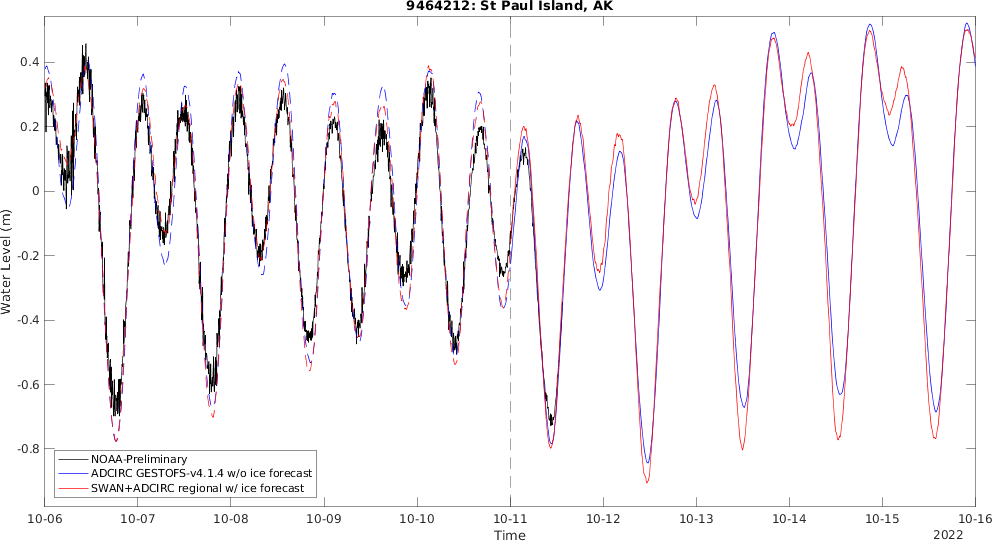 9464212: St Paul Island, AK
Water Level (m)
0.4
0.2
0
-0.2
-0.4
-0.6
-0.8
NOAA-Preliminary
ADCIRC GESTOFS-v4.1.4 w/o ice forecast
SWAN+ADCIRC regional w/ ice forecast
10-06 10-07 10-08 10-09 10-10 10-11 10-12 10-13 10-14 10-15 10-16
Time
2022